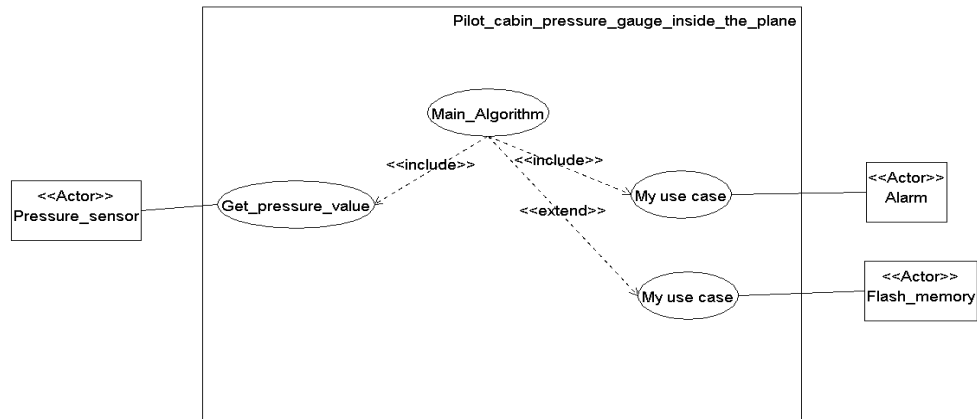 Pilot_cabin_pressure_gauge_inside_the_plane
Main_Algorithm
<<include>>
<<include>>
<<Actor>>
Pressure_sensor
Get_pressure_value
My use case
<<Actor>>
Alarm
<<extend>>
My use case
<<Actor>>
Flash_memory